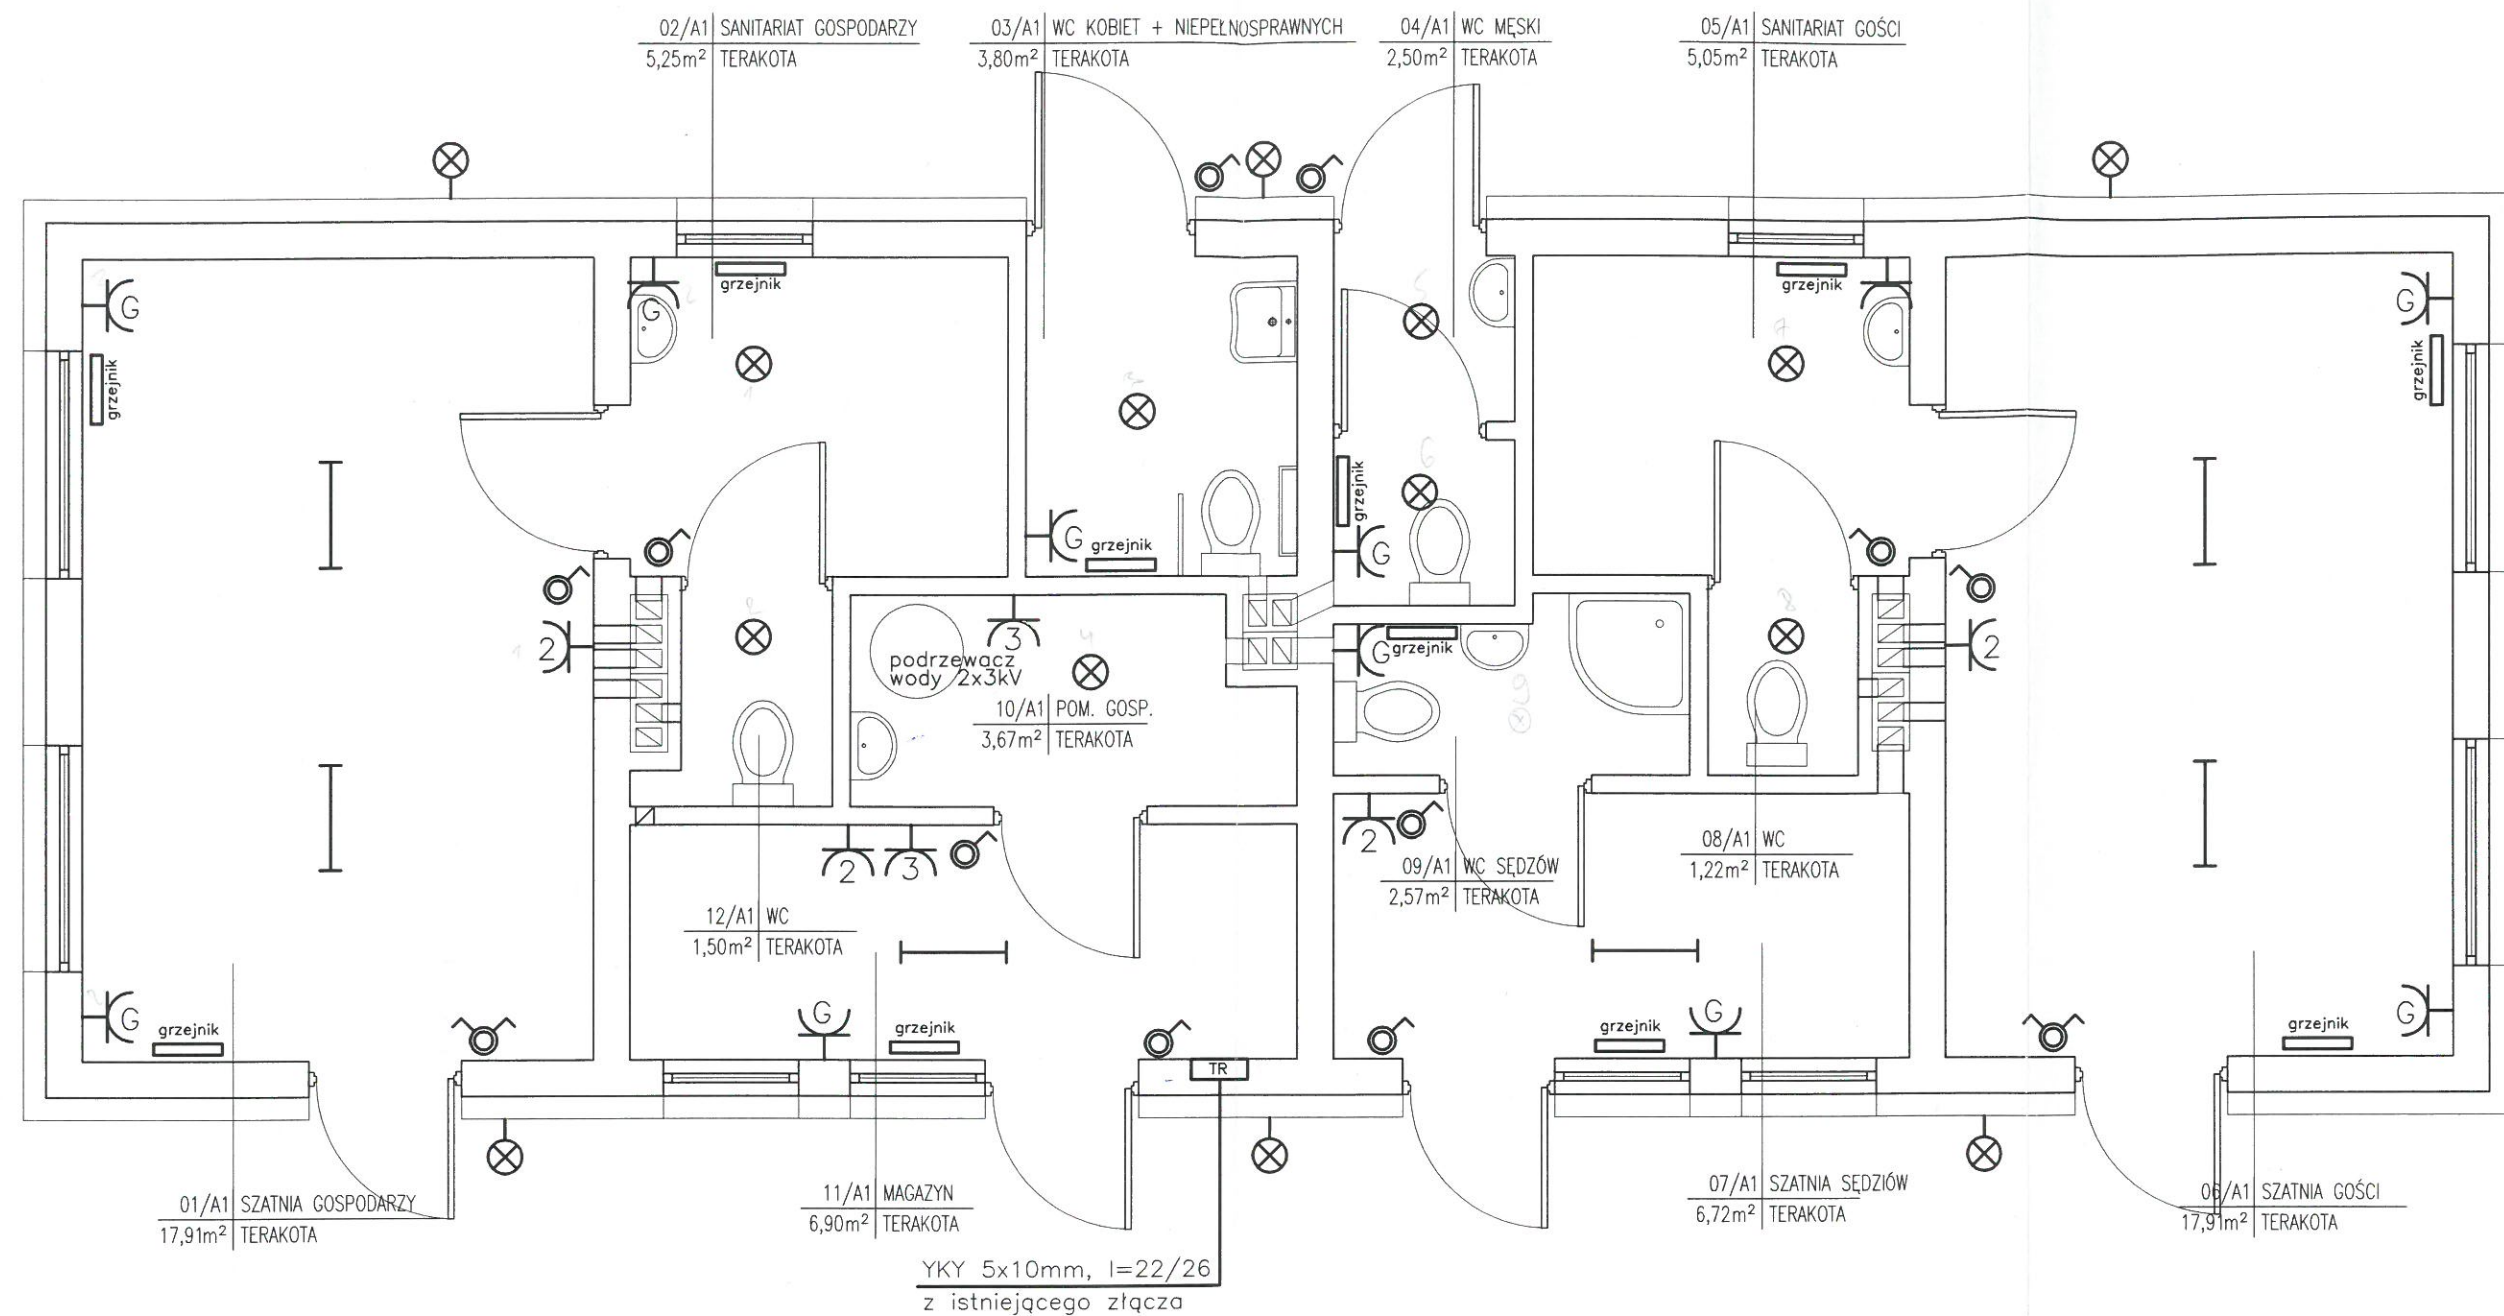 02/A1 SANITARIAT GOSPODARZY
5,25m² TERAKOTA
03/A1 WC KOBIET + NIEPEŁNOSPRAWNYCH
3,80m² TERAKOTA
04/A1 WC MĘSKI
2,50m² TERAKOTA
05/A1 SANITARIAT GOŚCI
5,05m² TERAKOTA
G
grzejnik
G
grzejnik
grzejnik
G
grzejnik
G
grzejnik
grzejnik
G
G
2
3
G
grzejnik
2
podrzewacz
wody 2x3kV
10/A1 POM. GOSP.
3,67m² TERAKOTA
2
3
2
08/A1 WC
1,22m² TERAKOTA
09/A1 WC SĘDZÓW
2,57m² TERAKOTA
12/A1 WC
1,50m² TERAKOTA
G
grzejnik
G
grzejnik
grzejnik
G
G
grzejnik
TR
01/A1 SZATNIA GOSPODARZY
17,91m² TERAKOTA
11/A1 MAGAZYN
6,90m² TERAKOTA
07/A1 SZATNIA SĘDZIÓW
6,72m² TERAKOTA
06/A1 SZATNIA GOŚCI
17,91m² TERAKOTA
YKY 5x10mm, l=22/26
z istniejącego złącza